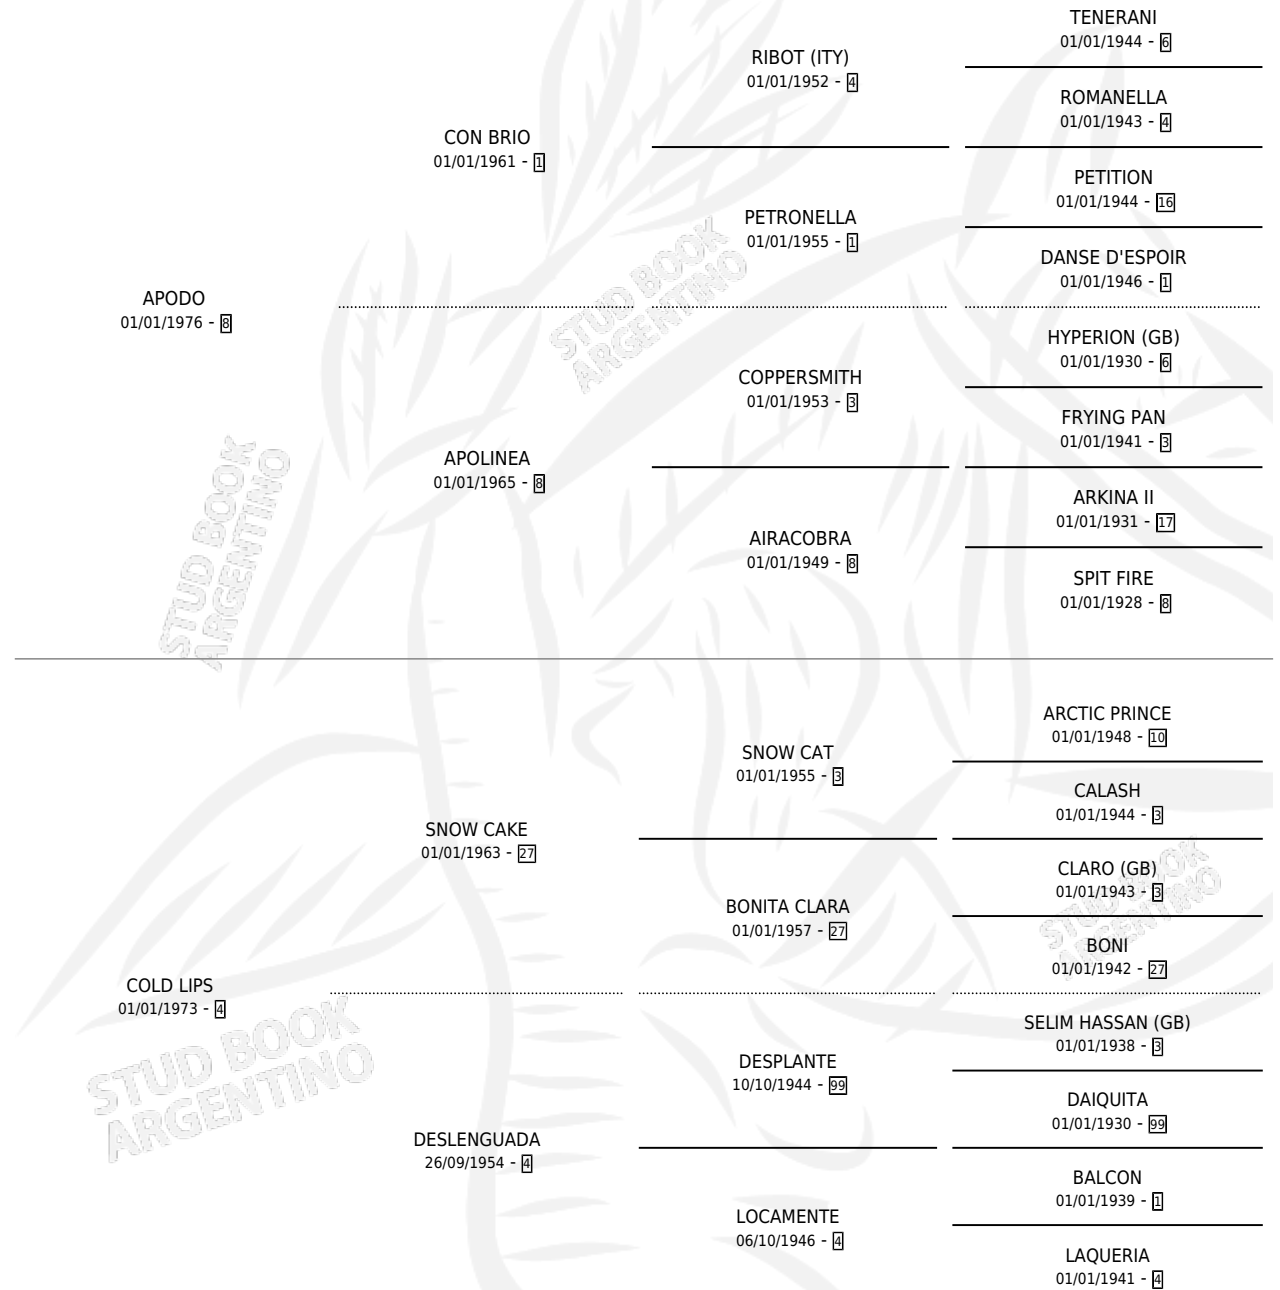 TENERANI
01/01/1944 - 6
RIBOT (ITY)
01/01/1952 - 4
ROMANELLA
01/01/1943 - 4
CON BRIO
01/01/1961 - 1
PETITION
01/01/1944 - 16
PETRONELLA
01/01/1955 - 1
DANSE D'ESPOIR
01/01/1946 - 1
APODO
01/01/1976 - 8
HYPERION (GB)
01/01/1930 - 6
COPPERSMITH
01/01/1953 - 3
FRYING PAN
01/01/1941 - 3
APOLINEA
01/01/1965 - 8
ARKINA II
01/01/1931 - 17
AIRACOBRA
01/01/1949 - 8
SPIT FIRE
01/01/1928 - 8
ARCTIC PRINCE
01/01/1948 - 10
SNOW CAT
01/01/1955 - 3
CALASH
01/01/1944 - 3
SNOW CAKE
01/01/1963 - 27
CLARO (GB)
01/01/1943 - 3
BONITA CLARA
01/01/1957 - 27
BONI
01/01/1942 - 27
COLD LIPS
01/01/1973 - 4
SELIM HASSAN (GB)
01/01/1938 - 3
DESPLANTE
10/10/1944 - 99
DAIQUITA
01/01/1930 - 99
DESLENGUADA
26/09/1954 - 4
BALCON
01/01/1939 - 1
LOCAMENTE
06/10/1946 - 4
LAQUERIA
01/01/1941 - 4
STUD BOOK
ARGENTINO
STUD BOOK
ARGENTINO
STUD BOOK
ARGENTINO
STUD BOOK
ARGENTINO